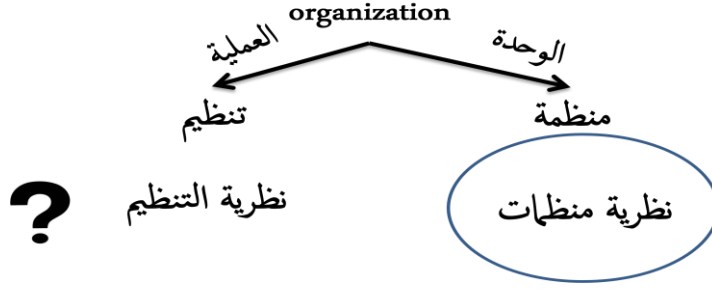 organization
الوحدة
العملية
منظمة
تنظيم
نظرية منظمات
نظرية التنظيم
?